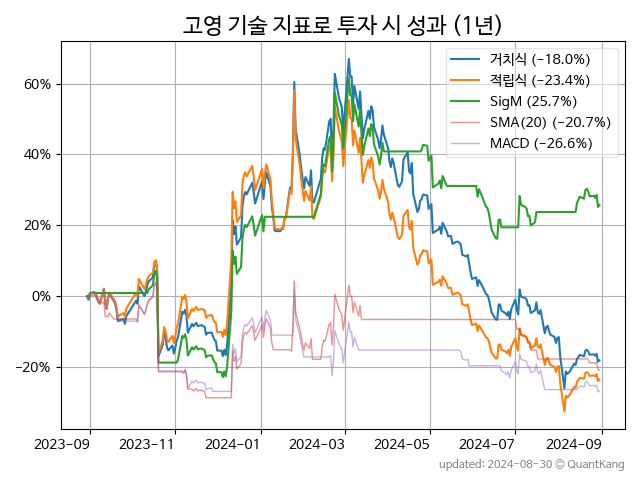 고영 기술 지표로 투자 시 성과 (1년)
거치식 (−18.0%)
적립식 (−23.4%)
SigM (25.7%)
SMA(20) (−20.7%)
MACD (−26.6%)
60%
40%
20%
0%
−20%
2023-09 2023-11 2024-01 2024-03 2024-05 2024-07 2024-09
updated: 2024-08-30 © QuantKang